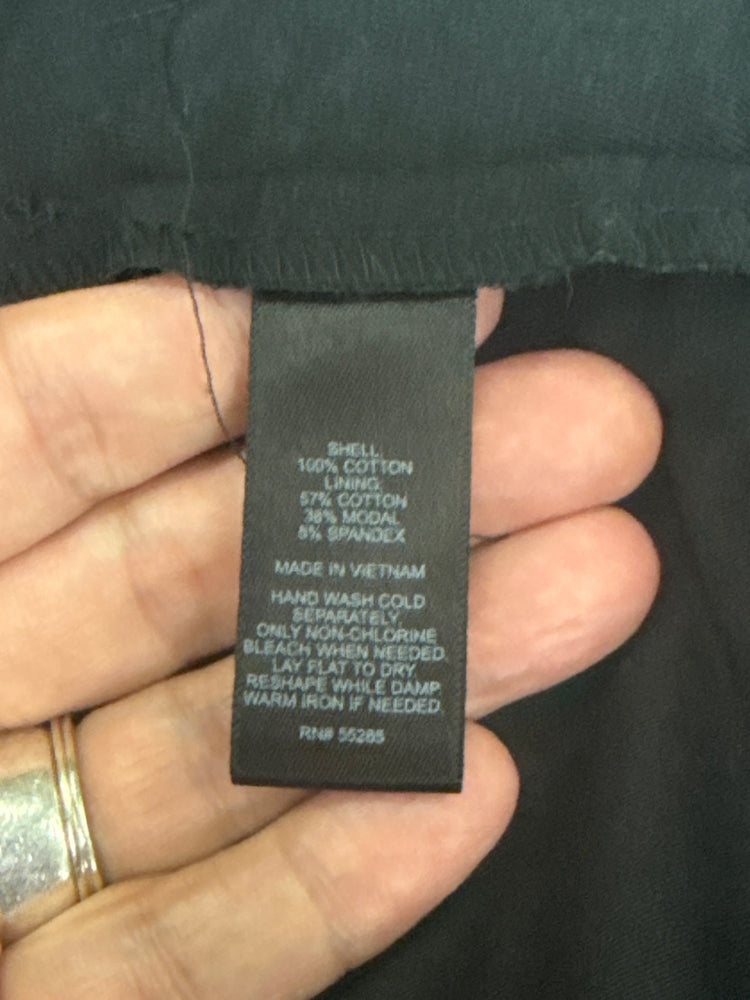 SHELL:
100% COTTON
LINING:
57% COTTON
38% MODAL
5% SPANDEX
MADE IN VIETNAM
HAND WASH COLD
SEPARATELY.
ONLY NON-CHLORINE
BLEACH WHEN NEEDED.
LAY FLAT TO DRY.
RESHAPE WHILE DAMP.
WARM IRON IF NEEDED.
RN# 55285